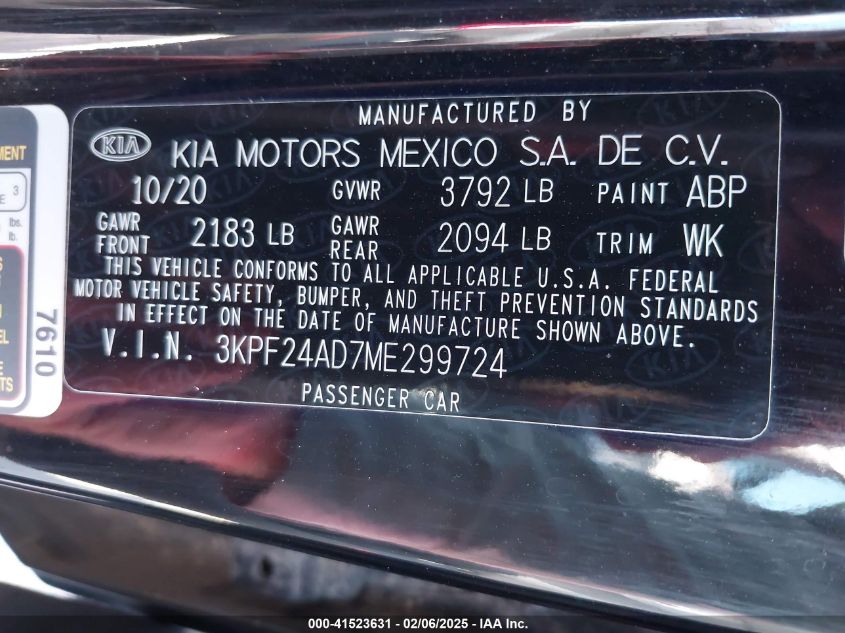 MANUFACTURED BY
KIA KIA MOTORS MEXICO S.A. DE C.V.
10/20 GVWR 3792 LB PAINT ABP
GAWR FRONT 2183 LB GAWR REAR 2094 LB TRIM WK
THIS VEHICLE CONFORMS TO ALL APPLICABLE U.S.A. FEDERAL
MOTOR VEHICLE SAFETY, BUMPER, AND THEFT PREVENTION STANDARDS
IN EFFECT ON THE DATE OF MANUFACTURE SHOWN ABOVE.
V.I.N. 3KPF24AD7ME299724
PASSENGER CAR
3
lbs.
lb.
7610
000-41523631 - 02/06/2025 - IAA Inc.